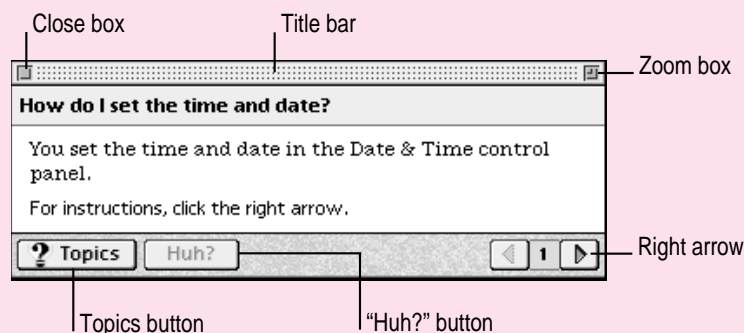 Close box
Title bar
Zoom box
How do I set the time and date?
You set the time and date in the Date & Time control
panel.
For instructions, click the right arrow.
? Topics
Huh?
1
Right arrow
Topics button
“Huh?” button